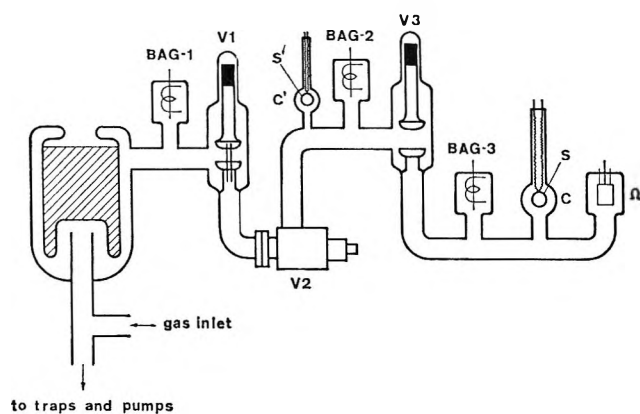 BAG-1
V1
S'
C'
BAG-2
V3
BAG-3
S
C
Ω
V2
gas inlet
to traps and pumps